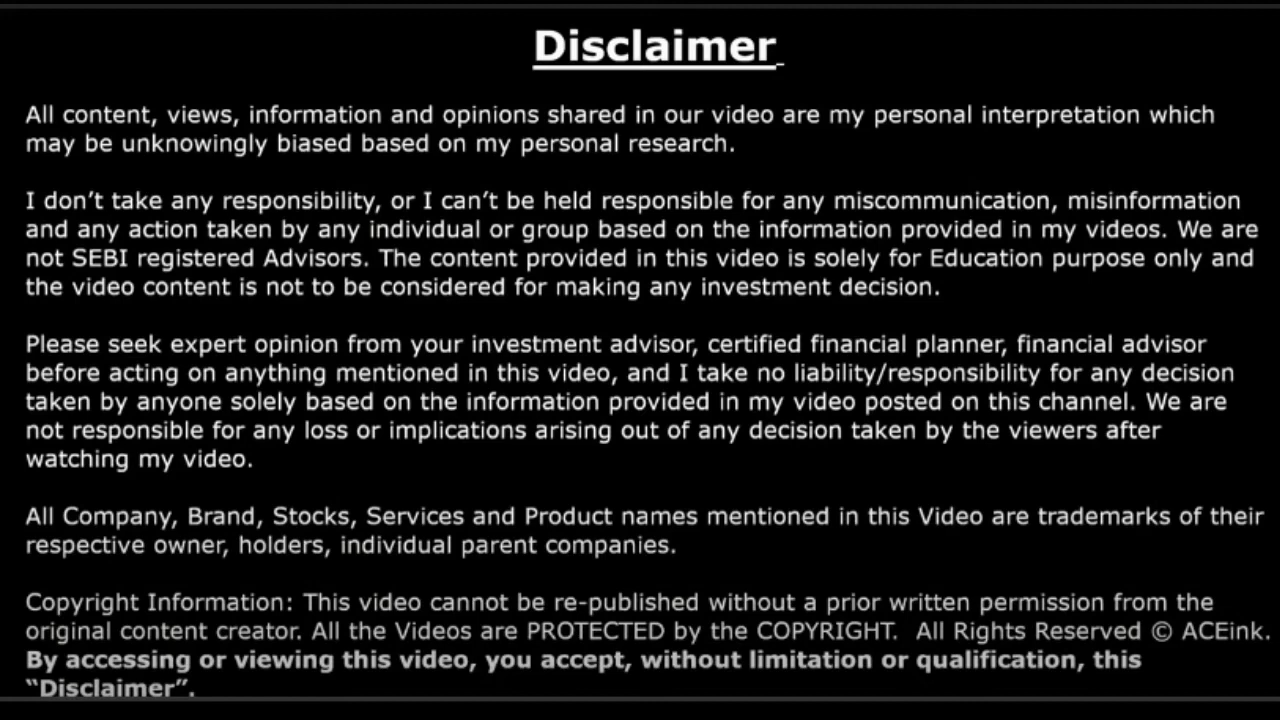 Disclaimer
All content, views, information and opinions shared in our video are my personal interpretation which
may be unknowingly biased based on my personal research.
I don’t take any responsibility, or I can’t be held responsible for any miscommunication, misinformation
and any action taken by any individual or group based on the information provided in my videos. We are
not SEBI registered Advisors. The content provided in this video is solely for Education purpose only and
the video content is not to be considered for making any investment decision.
Please seek expert opinion from your investment advisor, certified financial planner, financial advisor
before acting on anything mentioned in this video, and I take no liability/responsibility for any decision
taken by anyone solely based on the information provided in my video posted on this channel. We are
not responsible for any loss or implications arising out of any decision taken by the viewers after
watching my video.
All Company, Brand, Stocks, Services and Product names mentioned in this Video are trademarks of their
respective owner, holders, individual parent companies.
Copyright Information: This video cannot be re-published without a prior written permission from the
original content creator. All the Videos are PROTECTED by the COPYRIGHT.  All Rights Reserved © ACEink.
By accessing or viewing this video, you accept, without limitation or qualification, this
“Disclaimer”.